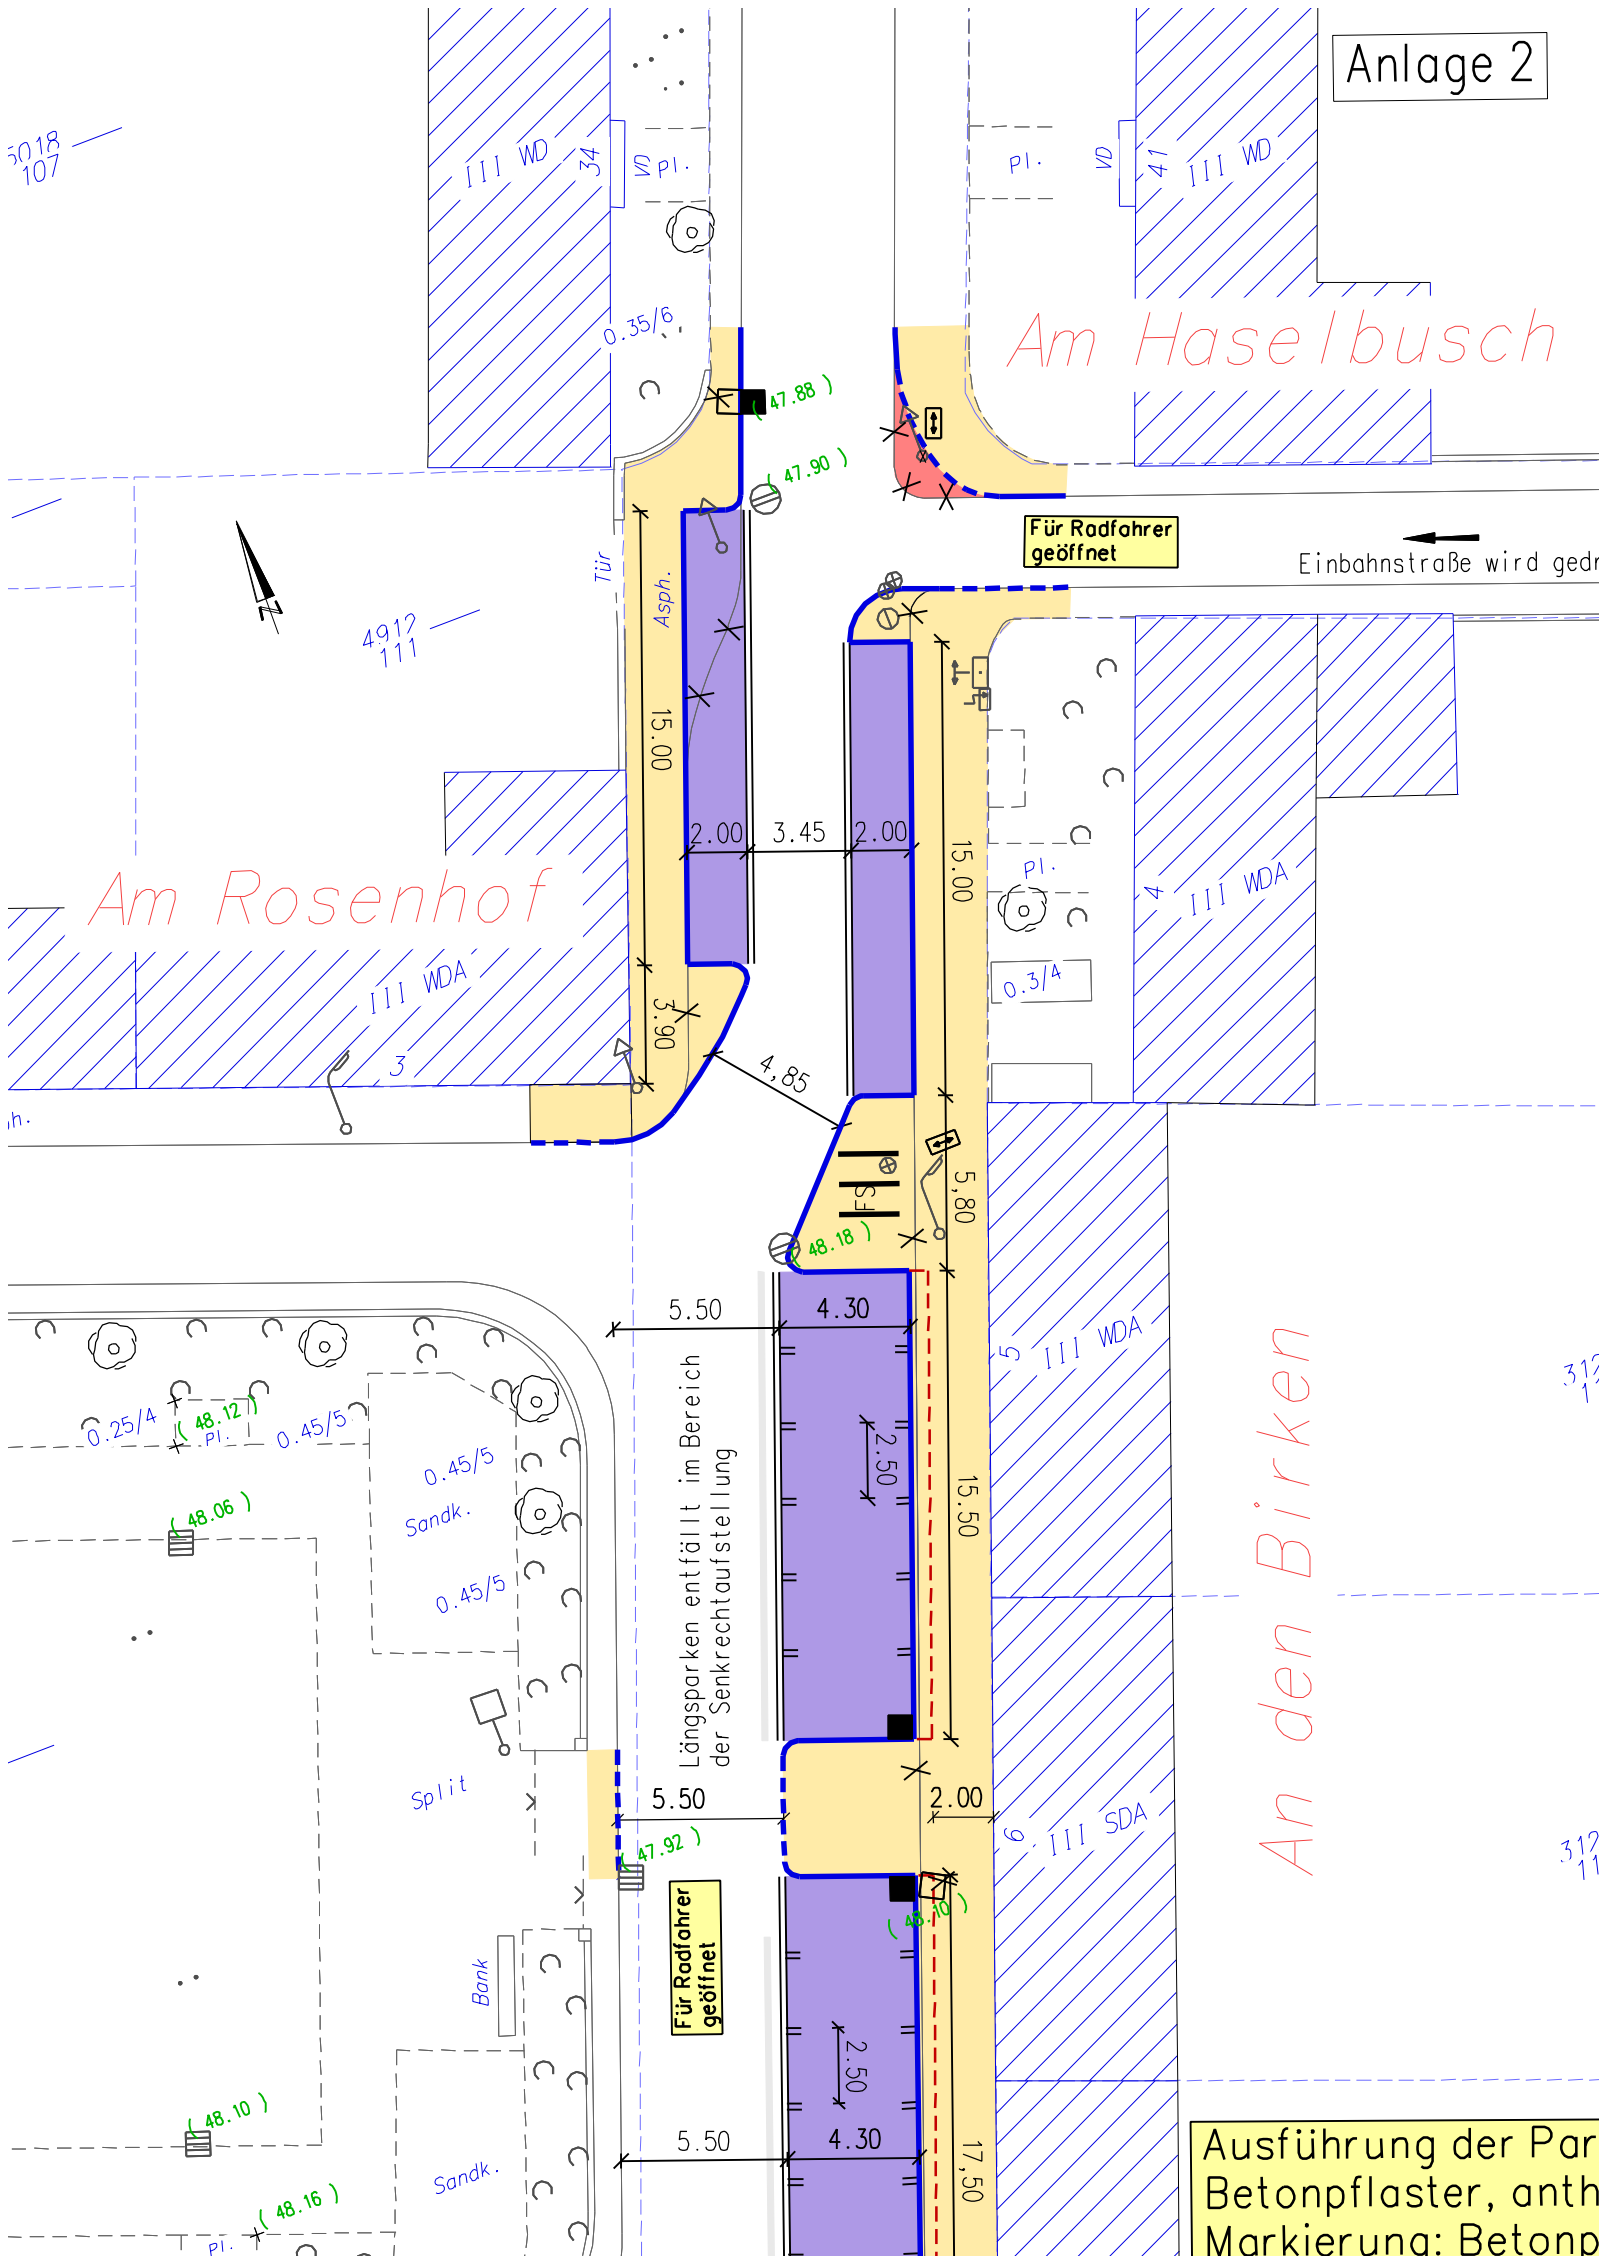 Anlage 2
5018
107
III WD
34
VD
Pl.
Pl.
VD
41
III WD
0.35/6
Am Haselbusch
( 47.88 )
( 47.90 )
Für Radfahrer
geöffnet
Einbahnstraße wird gedr
Tür
Asph.
N
4912
111
15.00
2.00
3.45
2.00
15.00
Pl.
4
III WDA
Am Rosenhof
III WDA
0.3/4
3.90
3
4,85
h.
5,80
FS
( 48.18 )
5.50
4.30
5
III WDA
Längsparken entfällt im Bereich
der Senkrechtaufstellung
An den Birken
312
0.25/4
( 48.12 )
Pl.
0.45/5
0.45/5
2.50
15.50
( 48.06 )
Sandk.
0.45/5
Split
5.50
2.00
6
III SDA
312
11
( 47.92 )
( 48.10 )
Für Radfahrer
geöffnet
Bank
2.50
( 48.10 )
5.50
4.30
17,50
Sandk.
( 48.16 )
Pl.
Ausführung der Par
Betonpflaster, anth
Markierung: Betonp